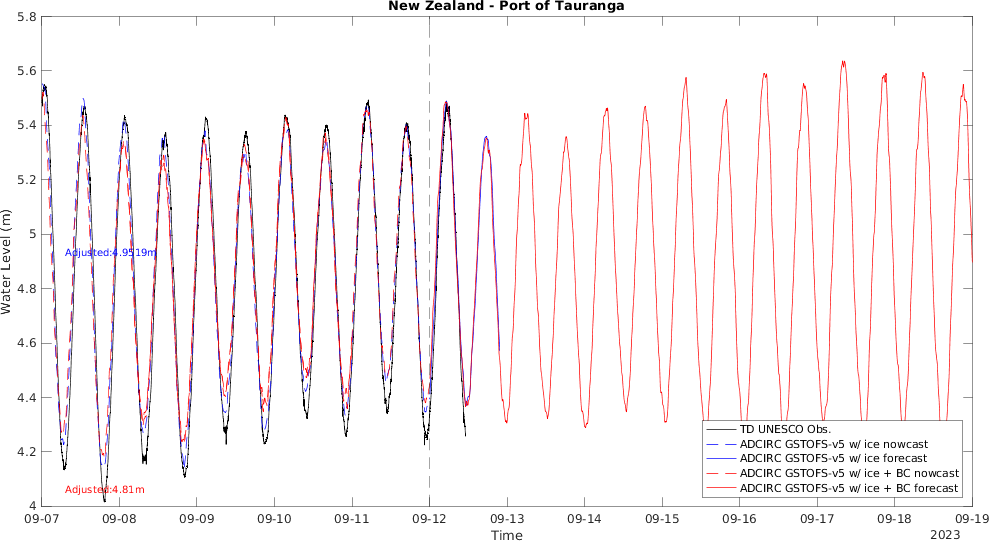 New Zealand - Port of Tauranga
5.8
5.6
5.4
5.2
5
4.8
4.6
4.4
4.2
4
Water Level (m)
Adjusted:4.9519m
Adjusted:4.81m
TD UNESCO Obs.
ADCIRC GSTOFS-v5 w/ ice nowcast
ADCIRC GSTOFS-v5 w/ ice forecast
ADCIRC GSTOFS-v5 w/ ice + BC nowcast
ADCIRC GSTOFS-v5 w/ ice + BC forecast
09-07 09-08 09-09 09-10 09-11 09-12 09-13 09-14 09-15 09-16 09-17 09-18 09-19
Time
2023